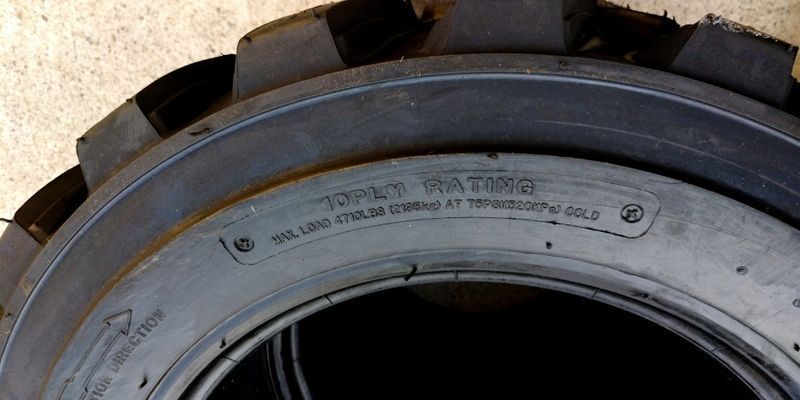 10PLY RATING
MAX. LOAD 4710LBS (2135kg) AT 75PSI(520KPa) COLD
DIRECTION